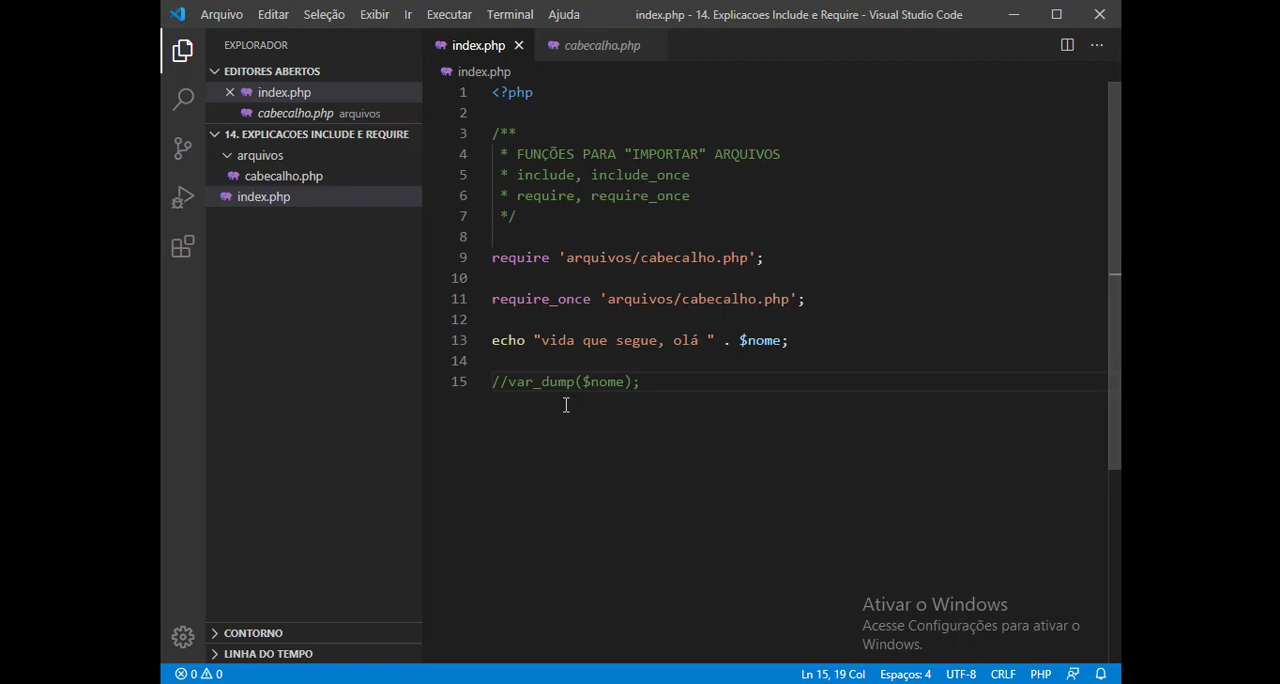 Arquivo Editar Seleção Exibir Ir Executar Terminal Ajuda index.php - 14. Explicacoes Include e Require - Visual Studio Code
EXPLORADOR
EDITORES ABERTOS
index.php
cabecalho.php arquivos
14. EXPLICACOES INCLUDE E REQUIRE
arquivos
cabecalho.php
index.php
CONTORNO
LINHA DO TEMPO
index.php cabecalho.php
index.php
1 <?php
2
3 /**
4 * FUNÇÕES PARA "IMPORTAR" ARQUIVOS
5 * include, include_once
6 * require, require_once
7 */
8
9 require 'arquivos/cabecalho.php';
10
11 require_once 'arquivos/cabecalho.php';
12
13 echo "vida que segue, olá " . $nome;
14
15 //var_dump($nome);
Ativar o Windows
Acesse Configurações para ativar o
Windows.
0 0 Ln 15, 19 Col Espaços: 4 UTF-8 CRLF PHP